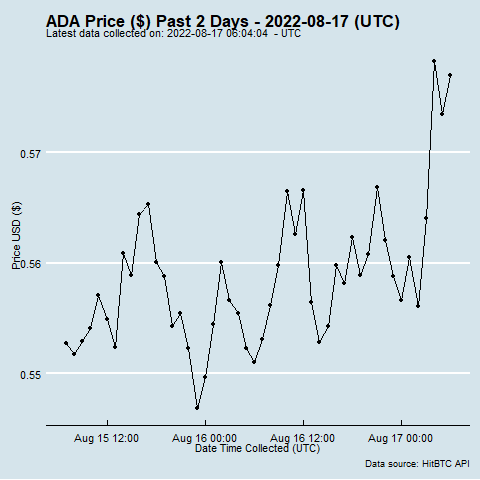 ADA Price ($) Past 2 Days - 2022-08-17 (UTC)
Latest data collected on: 2022-08-17 06:04:04 - UTC
0.57
0.56
0.55
Price USD ($)
Aug 15 12:00
Aug 16 00:00
Aug 16 12:00
Aug 17 00:00
Date Time Collected (UTC)
Data source: HitBTC API